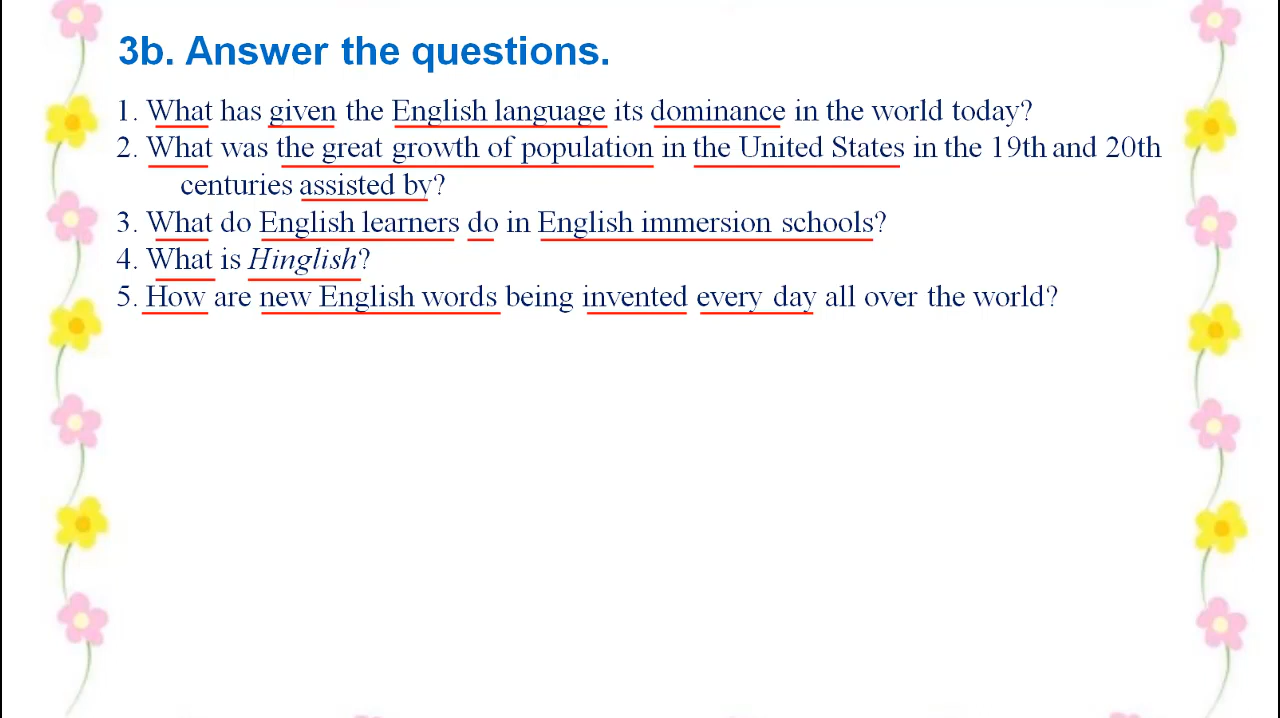 3b. Answer the questions.
1. What has given the English language its dominance in the world today?
2. What was the great growth of population in the United States in the 19th and 20th
centuries assisted by?
3. What do English learners do in English immersion schools?
4. What is Hinglish?
5. How are new English words being invented every day all over the world?